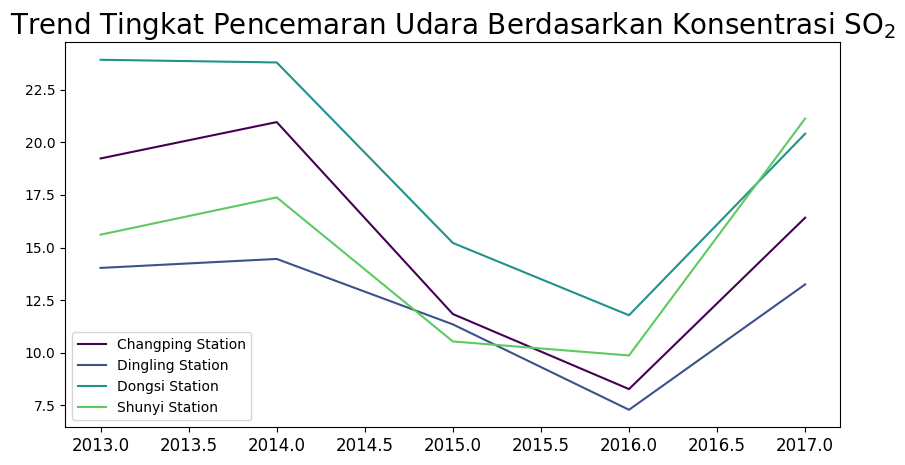 Trend Tingkat Pencemaran Udara Berdasarkan Konsentrasi SO₂
22.5
20.0
17.5
15.0
12.5
10.0
7.5
Changping Station
Dingling Station
Dongsi Station
Shunyi Station
2013.0 2013.5 2014.0 2014.5 2015.0 2015.5 2016.0 2016.5 2017.0